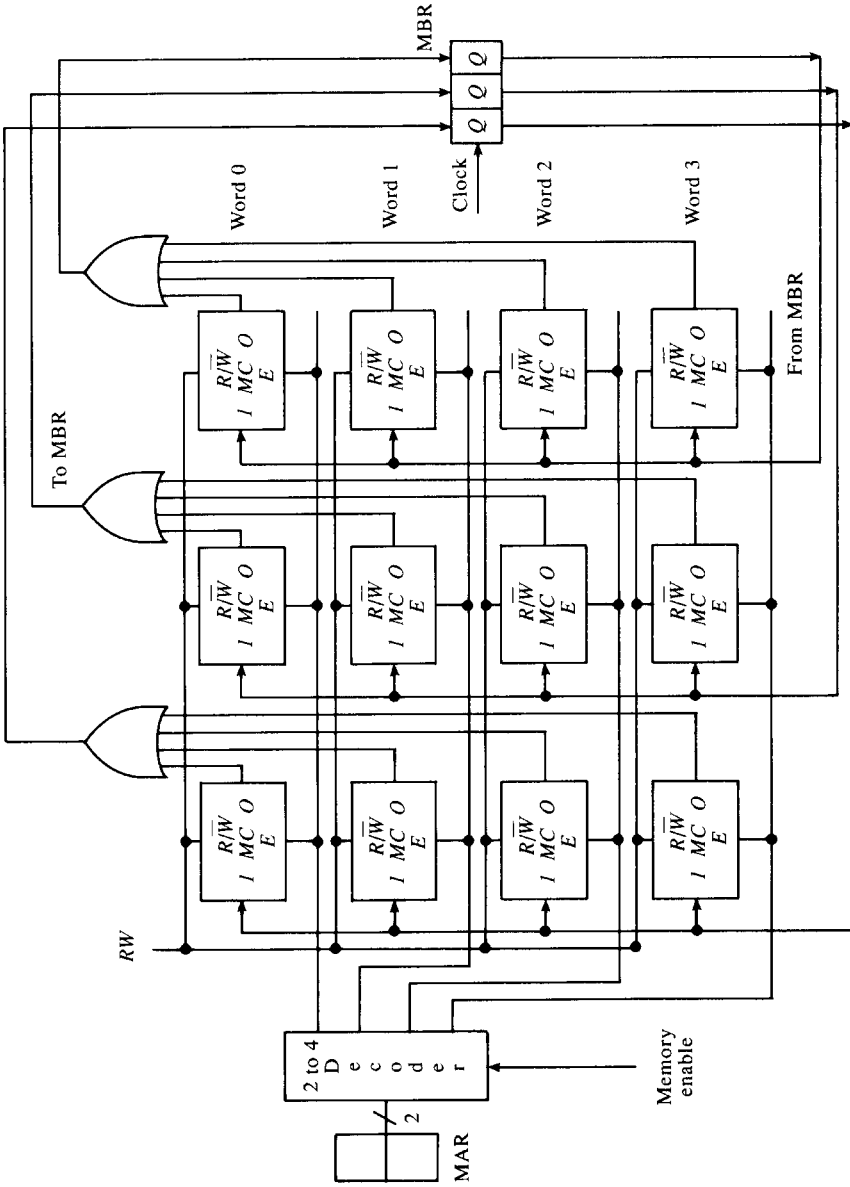 To MBR
RW
R/W̅ R/W̅ R/W̅
1 MC O 1 MC O 1 MC O Word 0
E E E
2 to 4
D
e
c
o
d
e
r
R/W̅ R/W̅ R/W̅
1 MC O 1 MC O 1 MC O Word 1
E E E
MBR
2
MAR
Clock
Q Q Q
R/W̅ R/W̅ R/W̅
1 MC O 1 MC O 1 MC O Word 2
E E E
Memory
enable
R/W̅ R/W̅ R/W̅
1 MC O 1 MC O 1 MC O Word 3
E E E
From MBR